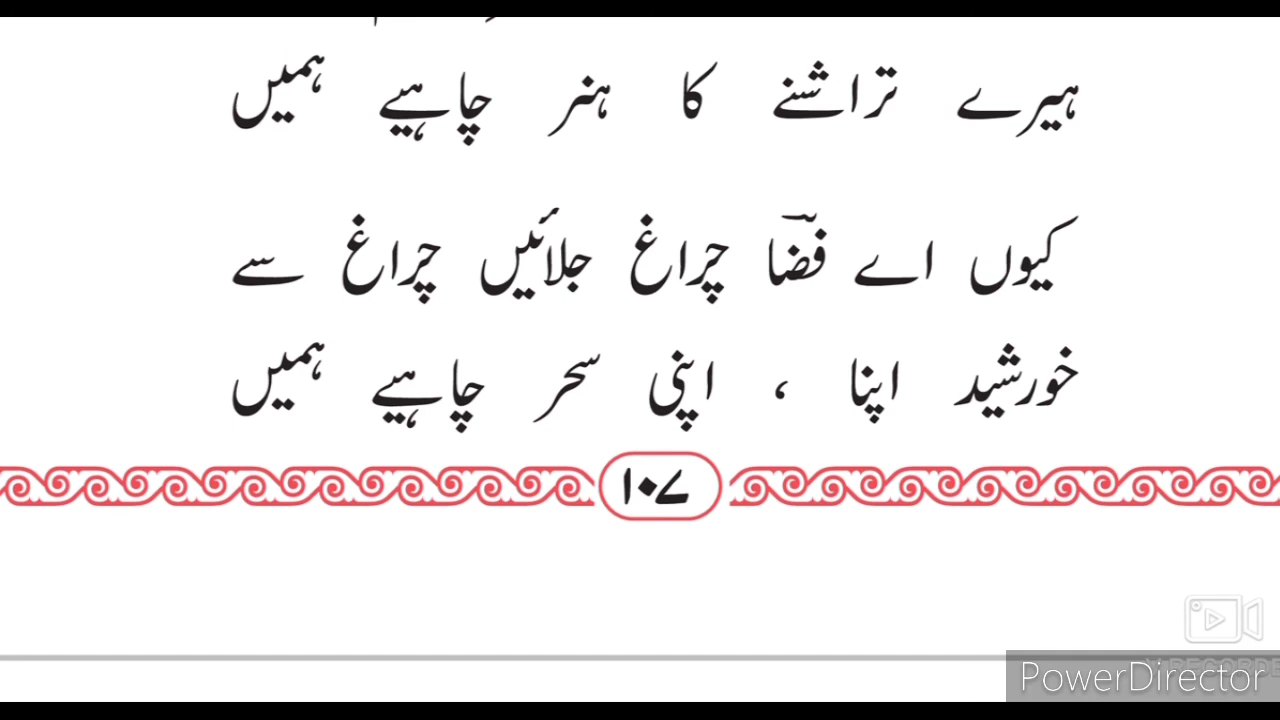 ہیرے تراشنے کا ہنر چاہیے ہمیں
کیوں اے فضاؔ چراغ جلائیں چراغ سے
خورشید اپنا ، اپنی سحر چاہیے ہمیں
۱۰۷
PowerDirector